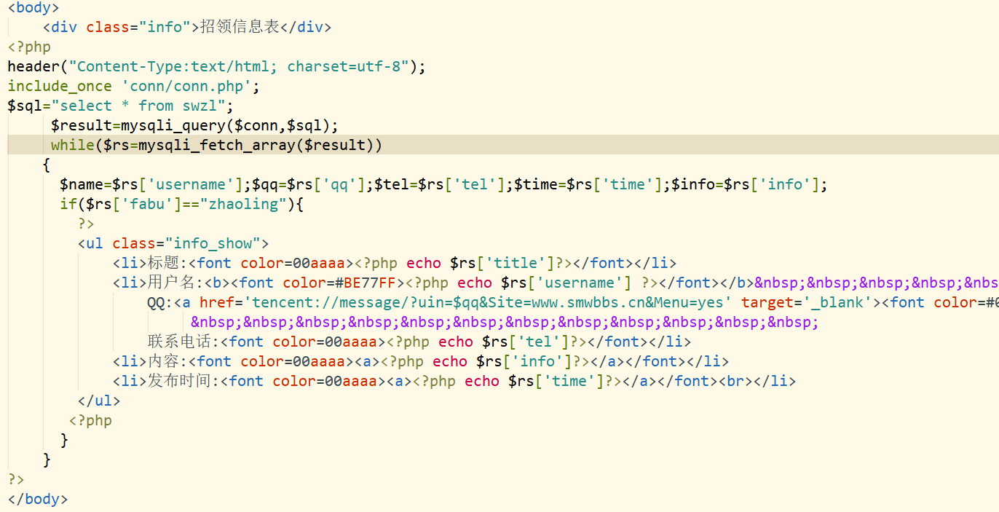 <body>
<div class="info">招领信息表</div>
<?php
header("Content-Type:text/html; charset=utf-8");
include_once 'conn/conn.php';
$sql="select * from swzl";
$result=mysqli_query($conn,$sql);
while($rs=mysqli_fetch_array($result))
{
$name=$rs['username'];$qq=$rs['qq'];$tel=$rs['tel'];$time=$rs['time'];$info=$rs['info'];
if($rs['fabu']=="zhaoling"){
?>
<ul class="info_show">
<li>标题:<font color=00aaaa><?php echo $rs['title']?></font></li>
<li>用户名:<b><font color=#BE77FF><?php echo $rs['username'] ?></font></b>&nbsp;&nbsp;&nbsp;&nbsp;&nbs
QQ:<a href='tencent://message/?uin=$qq&Site=www.smwbbs.cn&Menu=yes' target='_blank'><font color=#
&nbsp;&nbsp;&nbsp;&nbsp;&nbsp;&nbsp;&nbsp;&nbsp;&nbsp;&nbsp;&nbsp;&nbsp;
联系电话:<font color=00aaaa><?php echo $rs['tel']?></font></li>
<li>内容:<font color=00aaaa><a><?php echo $rs['info']?></a></font></li>
<li>发布时间:<font color=00aaaa><a><?php echo $rs['time']?></a></font><br></li>
</ul>
<?php
}
}
?>
</body>